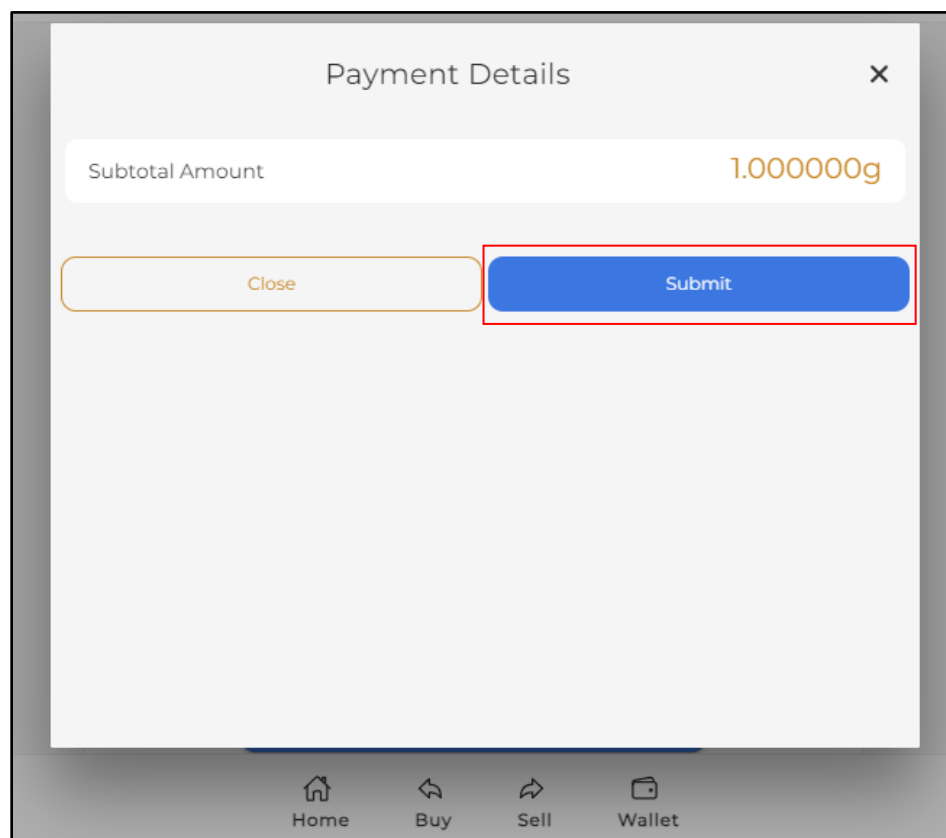 Payment Details
Subtotal Amount 1.000000g
Close Submit
Home Buy Sell Wallet